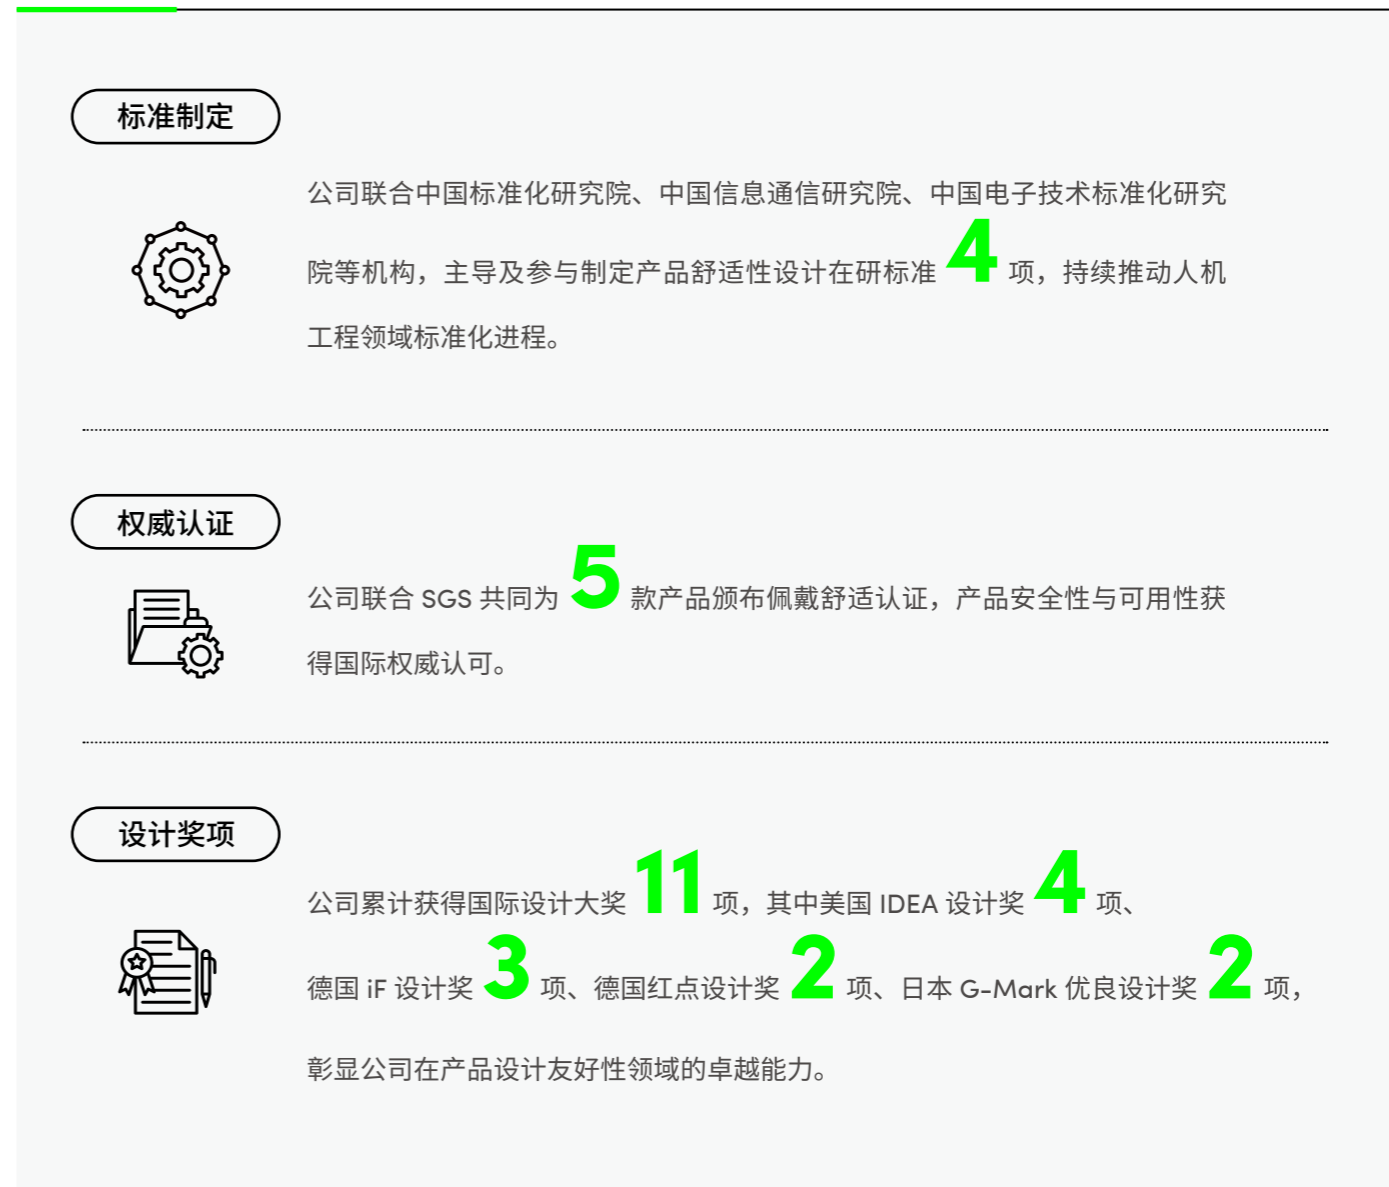 标准制定
公司联合中国标准化研究院、中国信息通信研究院、中国电子技术标准化研究
院等机构，主导及参与制定产品舒适性设计在研标准 4 项，持续推动人机
工程领域标准化进程。
权威认证
公司联合 SGS 共同为 5 款产品颁布佩戴舒适认证，产品安全性与可用性获
得国际权威认可。
设计奖项
公司累计获得国际设计大奖 11 项，其中美国 IDEA 设计奖 4 项、
德国 iF 设计奖 3 项、德国红点设计奖 2 项、日本 G-Mark 优良设计奖 2 项，
彰显公司在产品设计友好性领域的卓越能力。